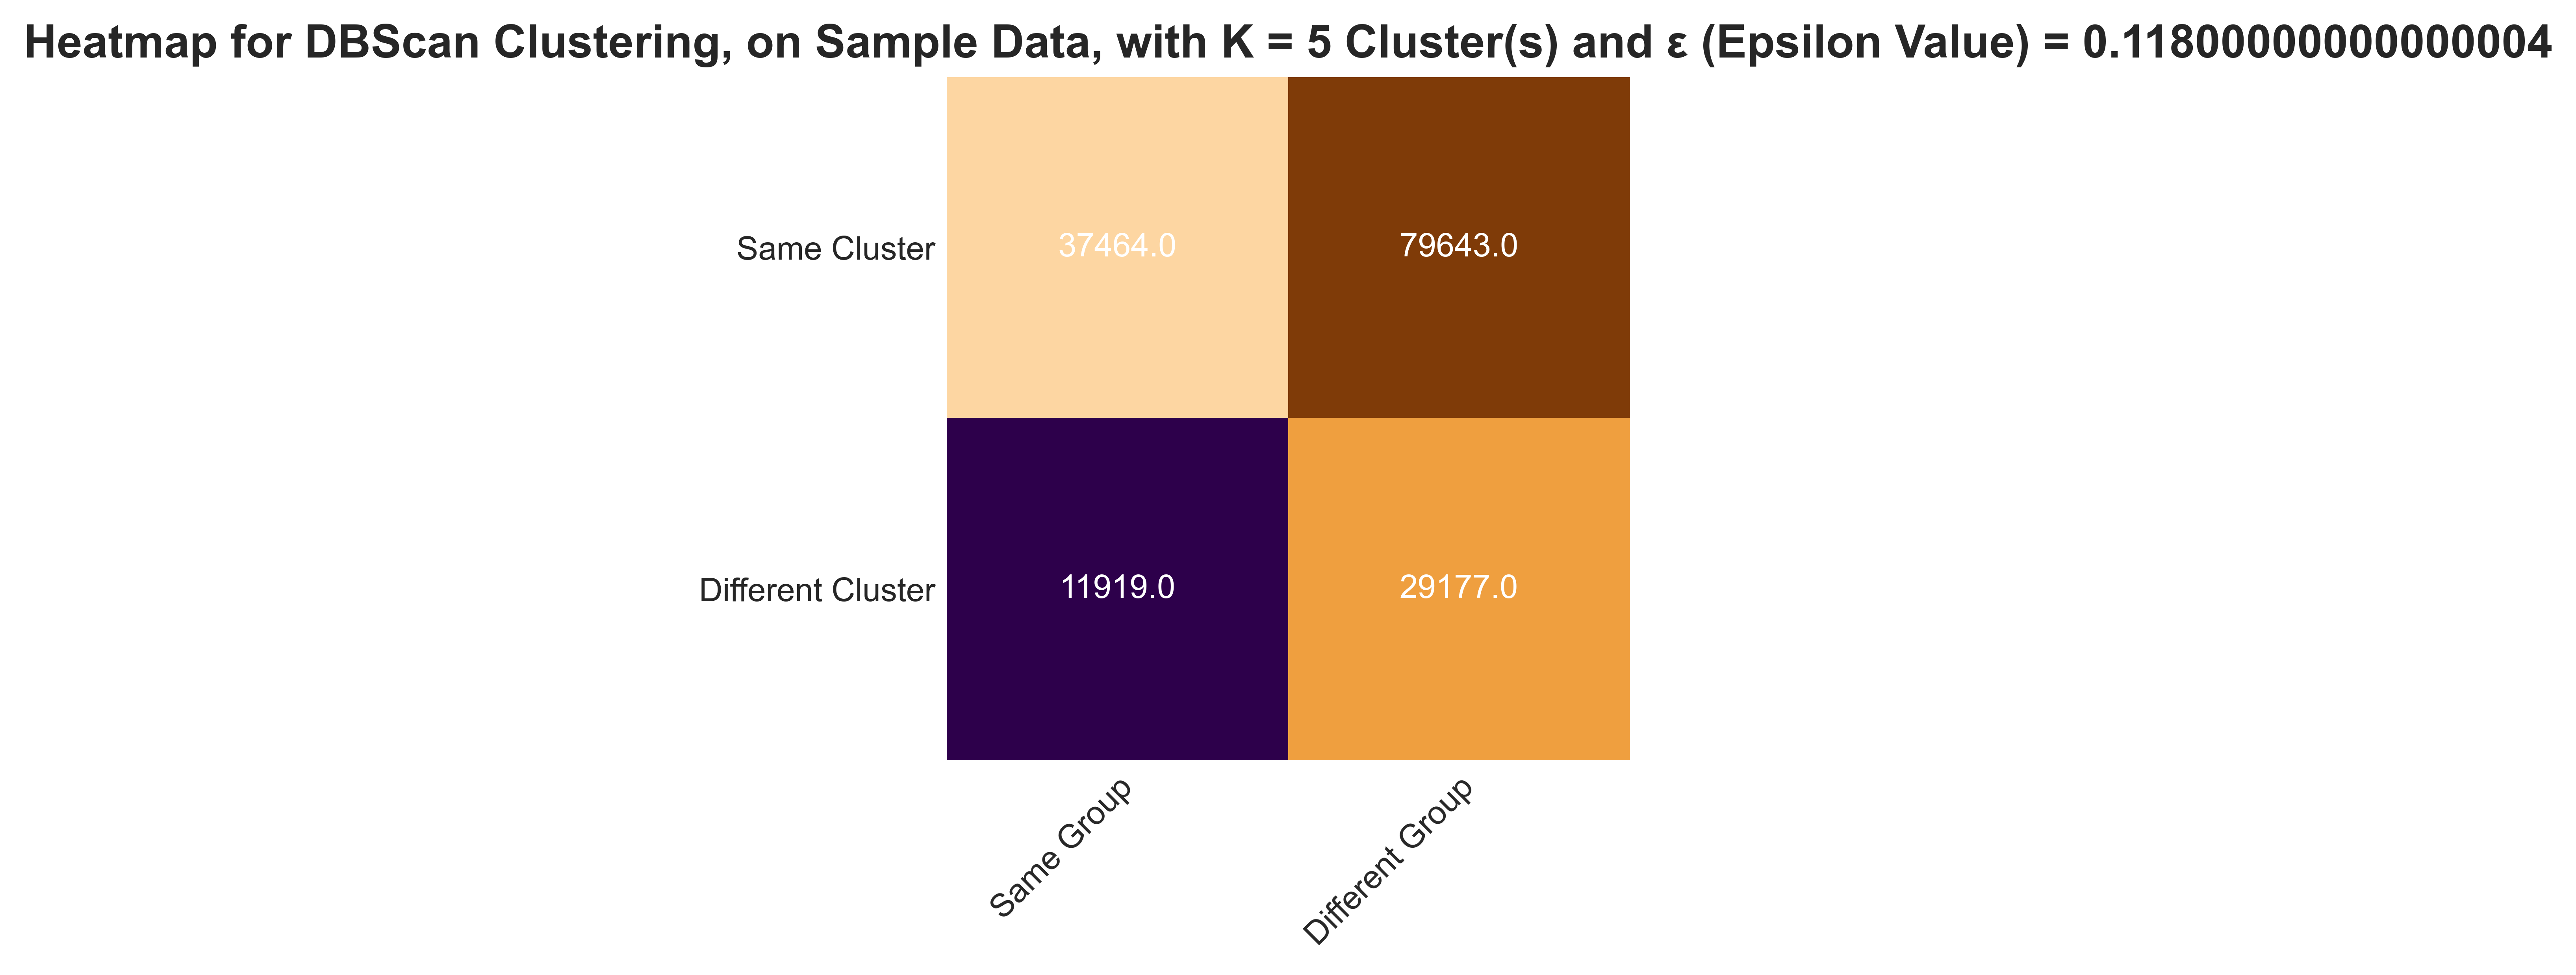 Heatmap for DBScan Clustering, on Sample Data, with K = 5 Cluster(s) and ε (Epsilon Value) = 0.11800000000000004
Same Cluster
37464.0
79643.0
Different Cluster
11919.0
29177.0
Same Group
Different Group